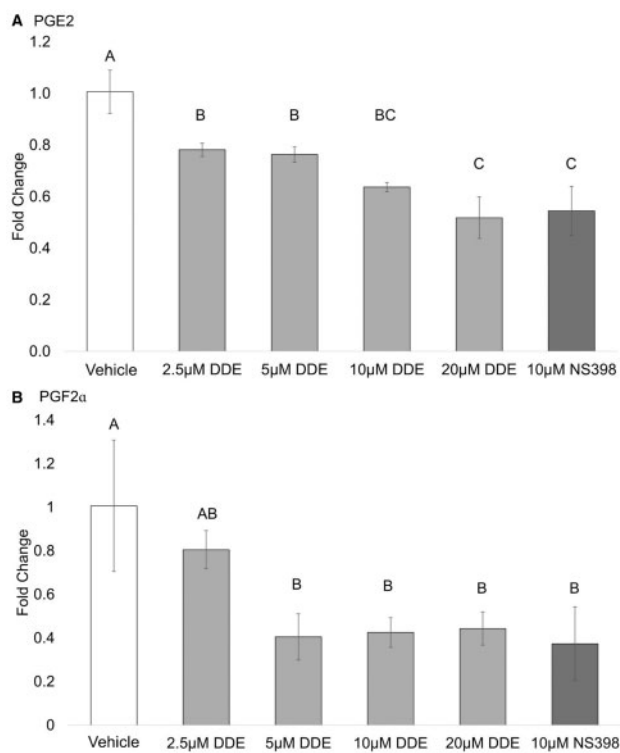 A PGE2
1.2
1.0
0.8
0.6
0.4
0.2
0.0
Fold Change
A
B
B
BC
C
C
Vehicle 2.5µM DDE 5µM DDE 10µM DDE 20µM DDE 10µM NS398
B PGF2α
1.4
1.2
1
0.8
0.6
0.4
0.2
0
Fold Change
A
AB
B
B
B
B
Vehicle 2.5µM DDE 5µM DDE 10µM DDE 20µM DDE 10µM NS398